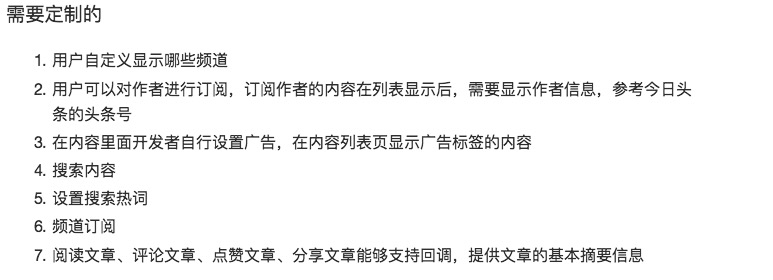 需要定制的
1. 用户自定义显示哪些频道
2. 用户可以对作者进行订阅，订阅作者的内容在列表显示后，需要显示作者信息，参考今日头
条的头条号
3. 在内容里面开发者自行设置广告，在内容列表页显示广告标签的内容
4. 搜索内容
5. 设置搜索热词
6. 频道订阅
7. 阅读文章、评论文章、点赞文章、分享文章能够支持回调，提供文章的基本摘要信息